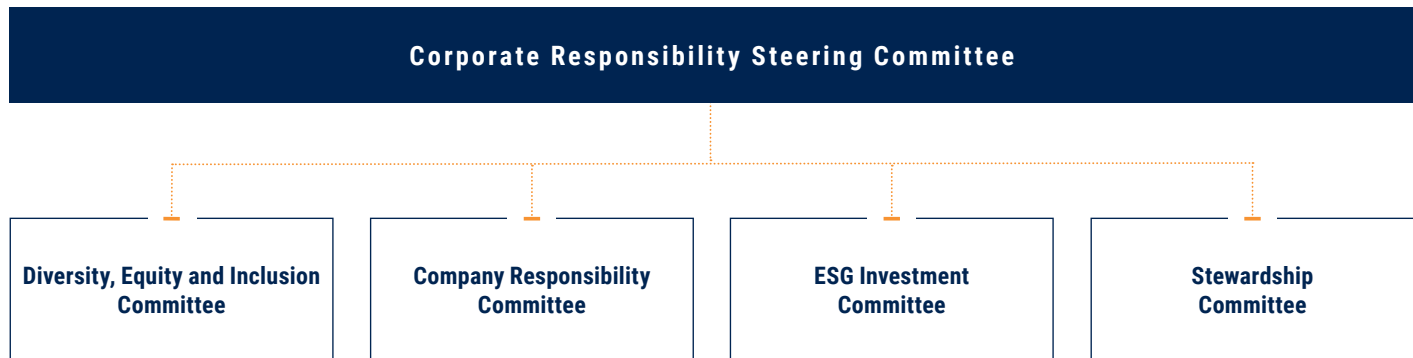 Corporate Responsibility Steering Committee
Diversity, Equity and Inclusion
Committee
Company Responsibility
Committee
ESG Investment
Committee
Stewardship
Committee